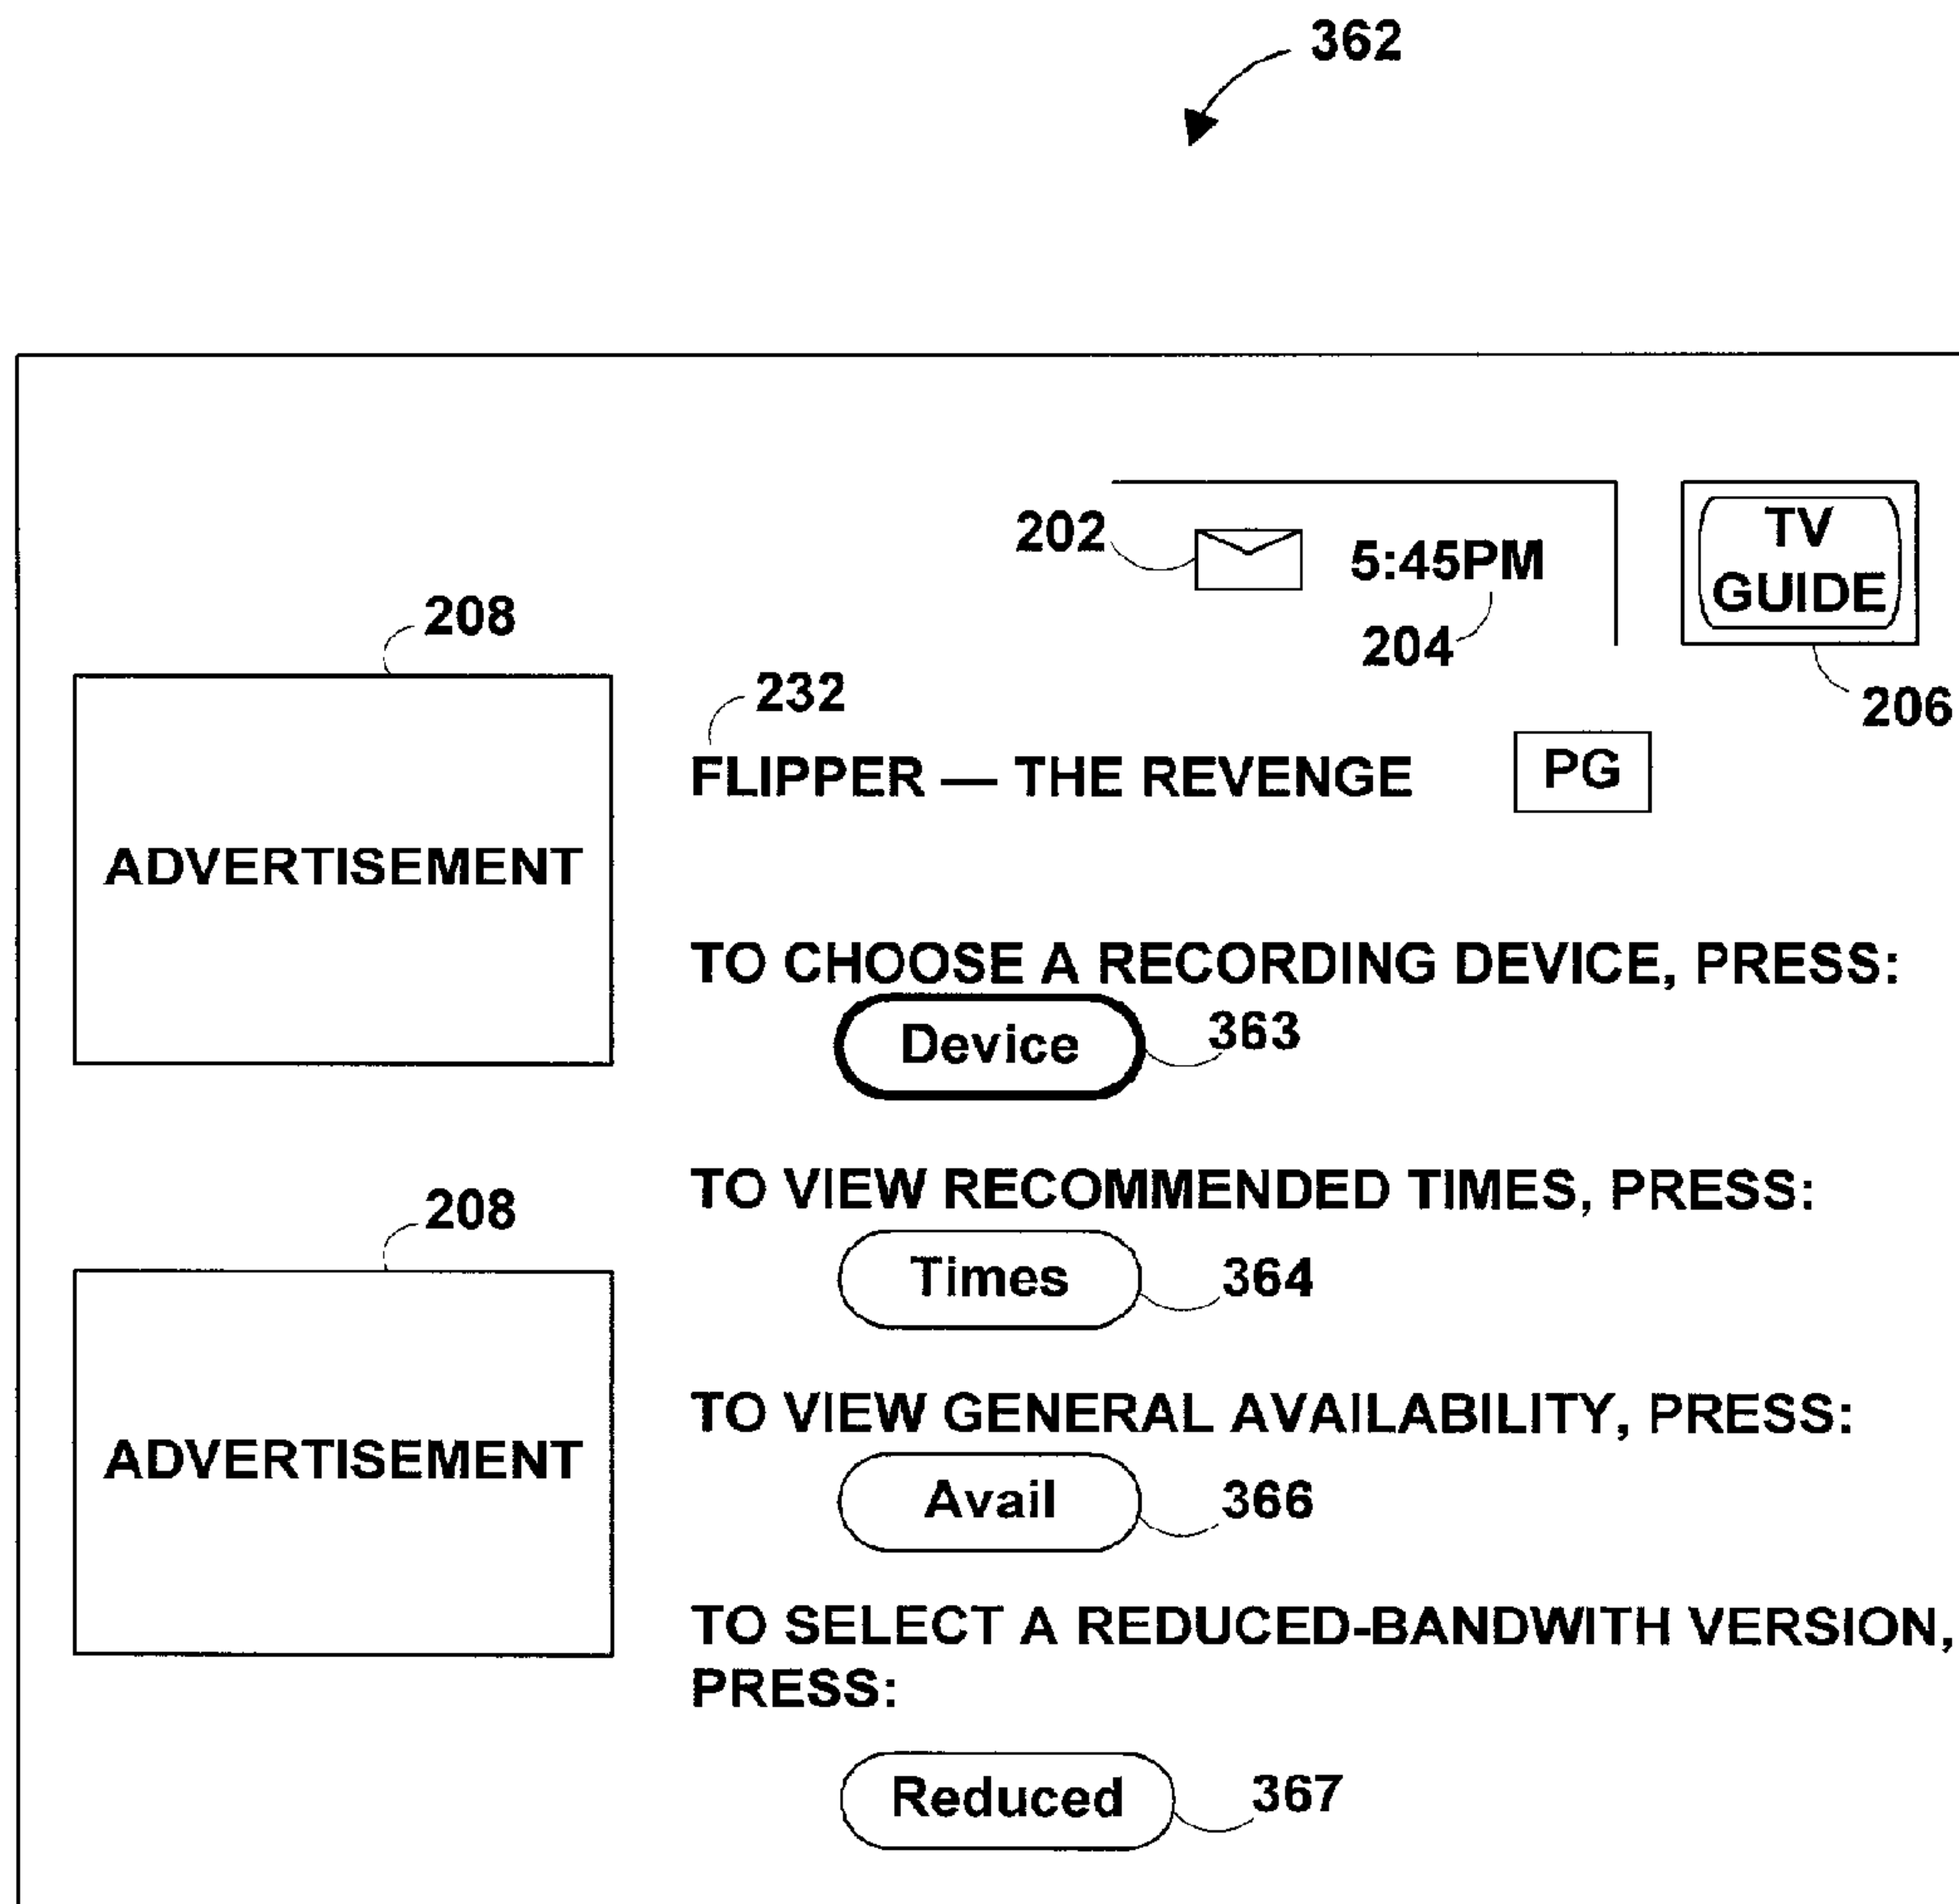 362
202
5:45PM
204
TV
GUIDE
206
208
ADVERTISEMENT
232
FLIPPER — THE REVENGE
PG
TO CHOOSE A RECORDING DEVICE, PRESS:
Device
363
TO VIEW RECOMMENDED TIMES, PRESS:
Times
364
208
ADVERTISEMENT
TO VIEW GENERAL AVAILABILITY, PRESS:
Avail
366
TO SELECT A REDUCED-BANDWITH VERSION,
PRESS:
Reduced
367